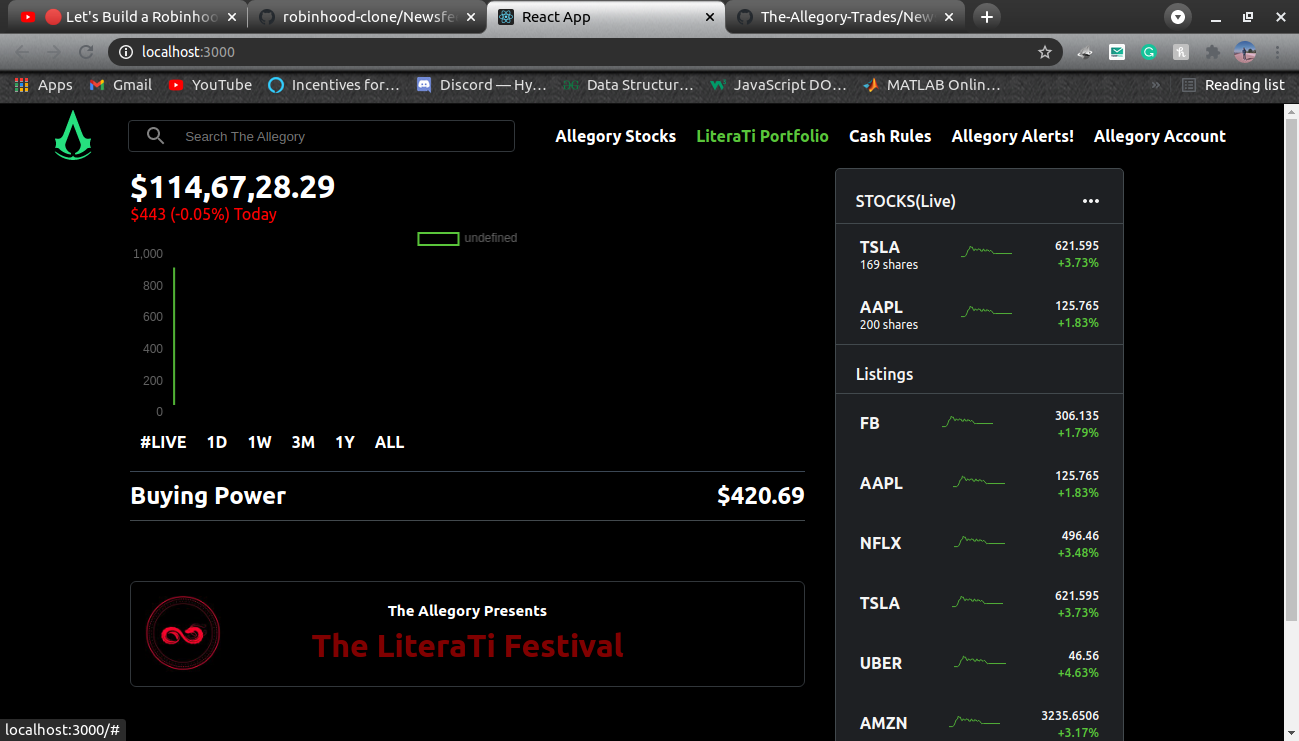 Let's Build a Robinhoo
robinhood-clone/Newsfe
React App
The-Allegory-Trades/New
localhost:3000
Apps
Gmail
YouTube
Incentives for…
Discord — Hy…
Data Structur…
JavaScript DO…
MATLAB Onlin…
»
Reading list
Search The Allegory
Allegory Stocks
LiteraTi Portfolio
Cash Rules
Allegory Alerts!
Allegory Account
$114,67,28.29
$443 (-0.05%) Today
undefined
1,000
800
600
400
200
0
#LIVE 1D 1W 3M 1Y ALL
Buying Power $420.69
The Allegory Presents
The LiteraTi Festival
STOCKS(Live)
TSLA 621.595
169 shares +3.73%
AAPL 125.765
200 shares +1.83%
Listings
FB 306.135
+1.79%
AAPL 125.765
+1.83%
NFLX 496.46
+3.48%
TSLA 621.595
+3.73%
UBER 46.56
+4.63%
AMZN 3235.6506
+3.17%
localhost:3000/#